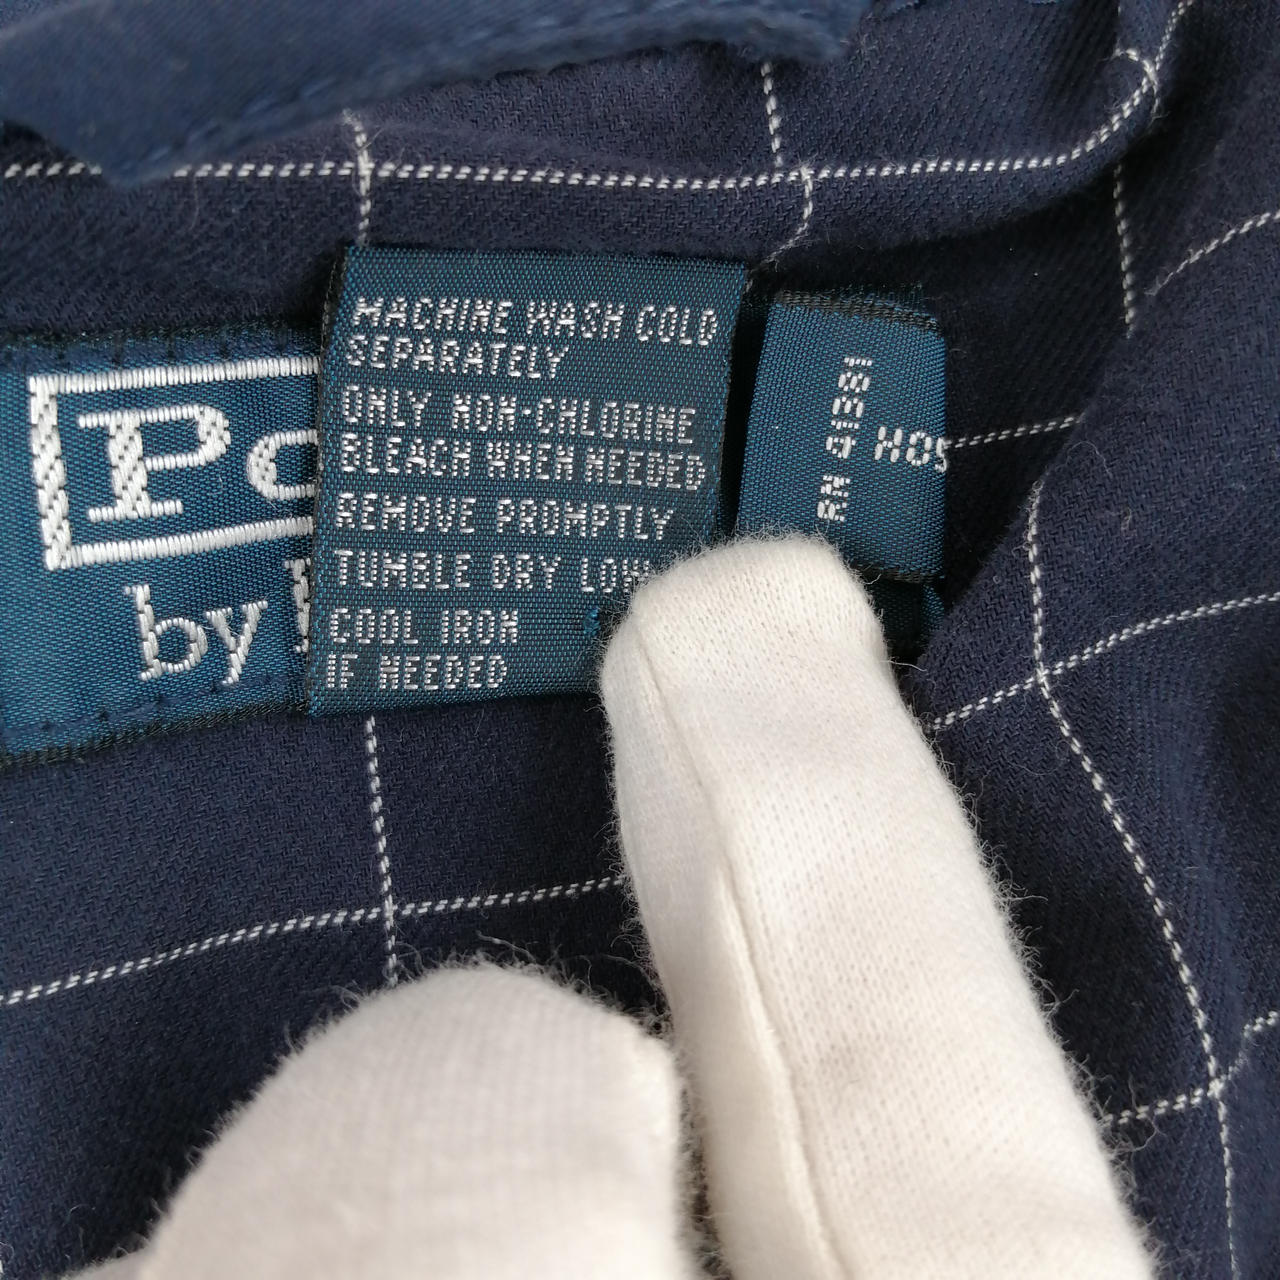 Po
by
MACHINE WASH COLD
SEPARATELY
ONLY NON-CHLORINE
BLEACH WHEN NEEDED
REMOVE PROMPTLY
TUMBLE DRY LOW
COOL IRON
IF NEEDED
RN 41381